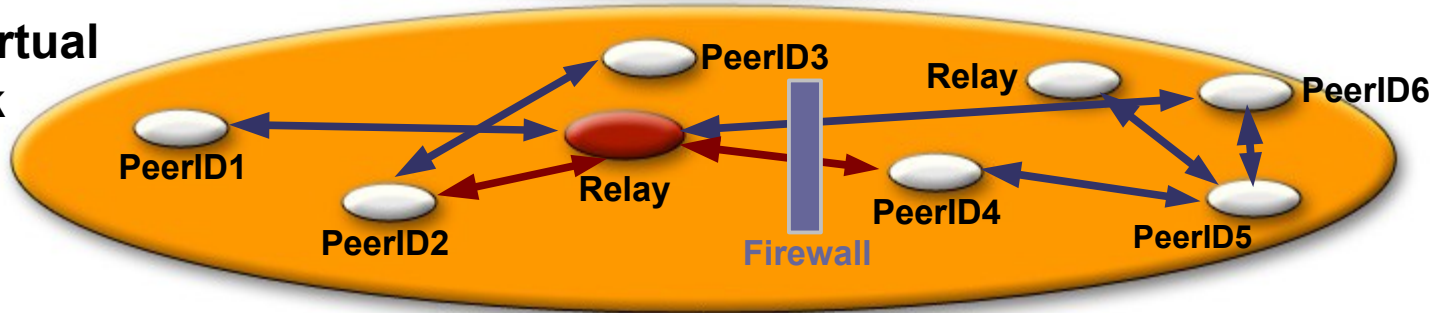 rtual
k
PeerID3
Relay
PeerID6
PeerID1
Relay
PeerID4
PeerID2
Firewall
PeerID5